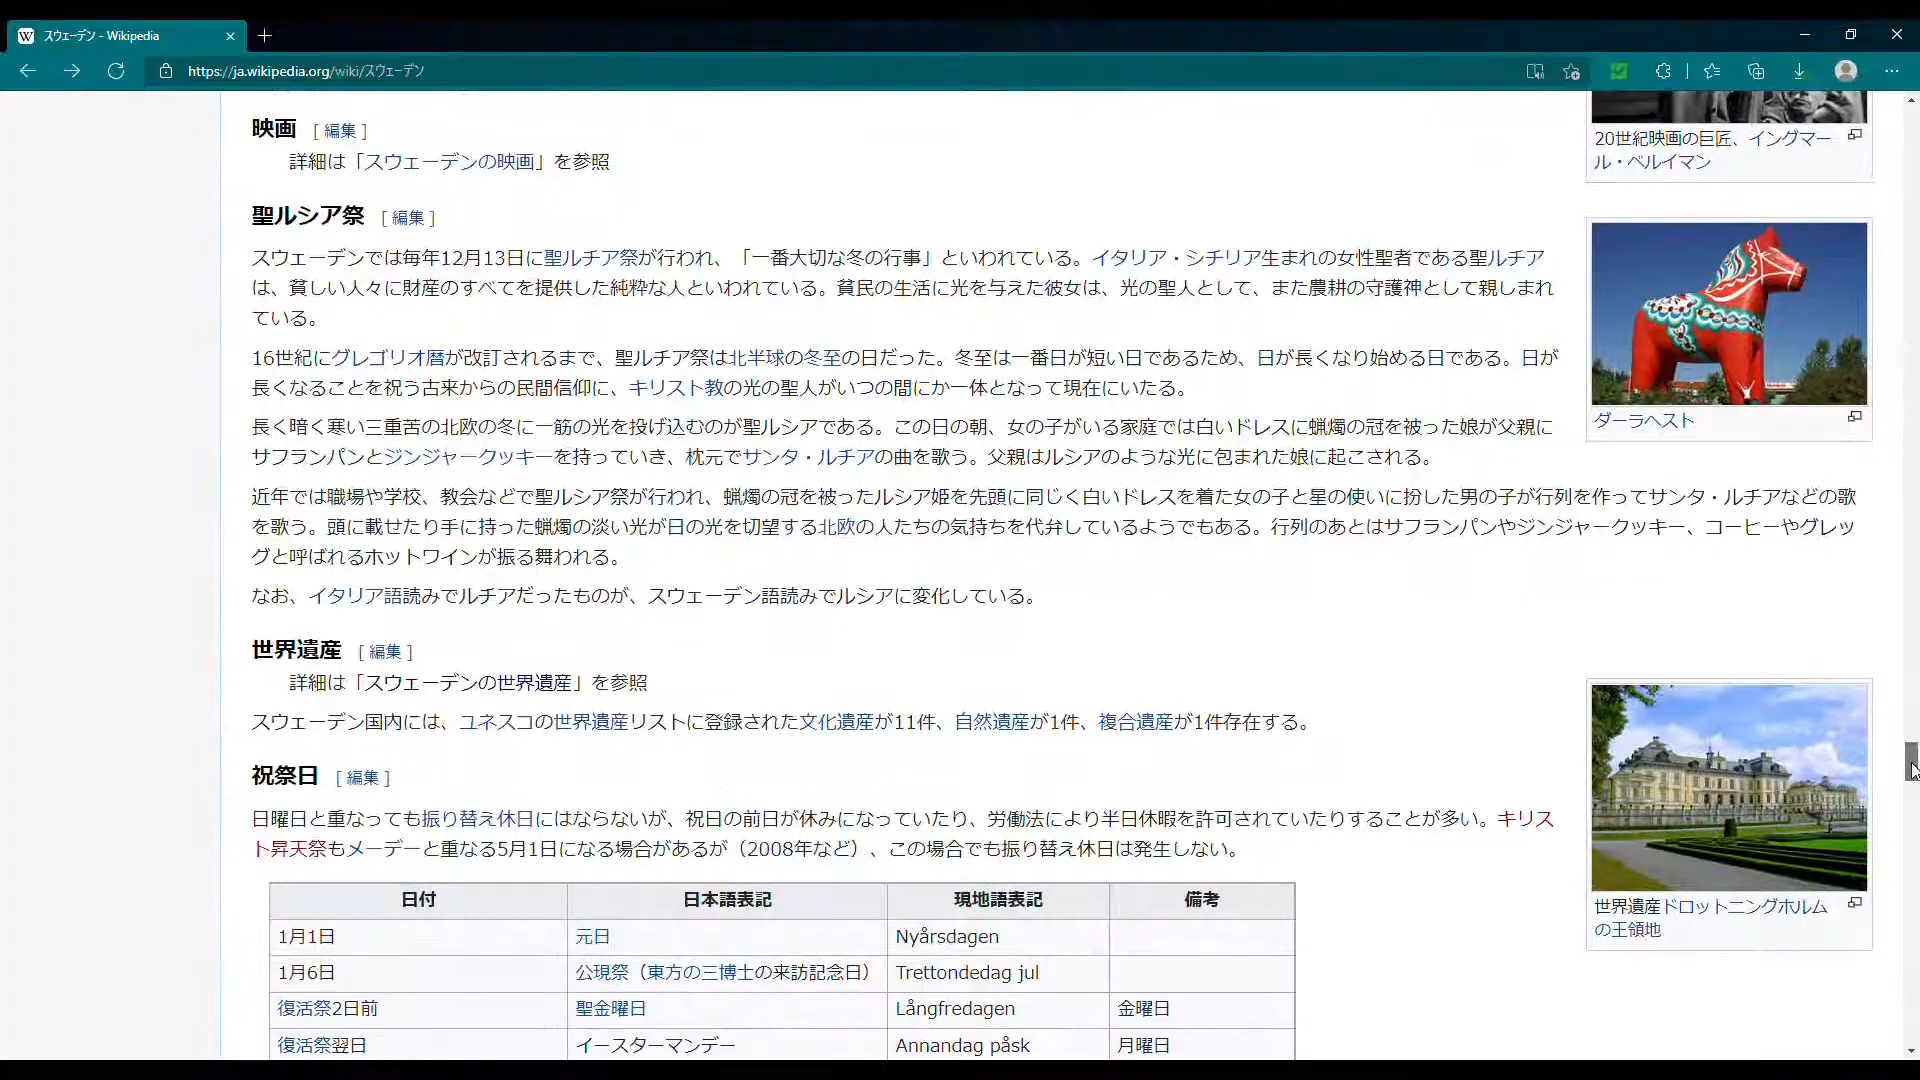 スウェーデン - Wikipedia
https://ja.wikipedia.org/wiki/スウェーデン
映画 [ 編集 ]
詳細は「スウェーデンの映画」を参照
20世紀映画の巨匠、イングマー
ル・ベルイマン
聖ルシア祭 [ 編集 ]
スウェーデンでは毎年12月13日に聖ルチア祭が行われ、「一番大切な冬の行事」といわれている。イタリア・シチリア生まれの女性聖者である聖ルチア
は、貧しい人々に財産のすべてを提供した純粋な人といわれている。貧民の生活に光を与えた彼女は、光の聖人として、また農耕の守護神として親しまれ
ている。
16世紀にグレゴリオ暦が改訂されるまで、聖ルチア祭は北半球の冬至の日だった。冬至は一番日が短い日であるため、日が長くなり始める日である。日が
長くなることを祝う古来からの民間信仰に、キリスト教の光の聖人がいつの間にか一体となって現在にいたる。
ダーラヘスト
長く暗く寒い三重苦の北欧の冬に一筋の光を投げ込むのが聖ルシアである。この日の朝、女の子がいる家庭では白いドレスに蝋燭の冠を被った娘が父親に
サフランパンとジンジャークッキーを持っていき、枕元でサンタ・ルチアの曲を歌う。父親はルシアのような光に包まれた娘に起こされる。
近年では職場や学校、教会などで聖ルシア祭が行われ、蝋燭の冠を被ったルシア姫を先頭に同じく白いドレスを着た女の子と星の使いに扮した男の子が行列を作ってサンタ・ルチアなどの歌
を歌う。頭に載せたり手に持った蝋燭の淡い光が日の光を切望する北欧の人たちの気持ちを代弁しているようでもある。行列のあとはサフランパンやジンジャークッキー、コーヒーやグレッ
グと呼ばれるホットワインが振る舞われる。
なお、イタリア語読みでルチアだったものが、スウェーデン語読みでルシアに変化している。
世界遺産 [ 編集 ]
詳細は「スウェーデンの世界遺産」を参照
スウェーデン国内には、ユネスコの世界遺産リストに登録された文化遺産が11件、自然遺産が1件、複合遺産が1件存在する。
祝祭日 [ 編集 ]
日曜日と重なっても振り替え休日にはならないが、祝日の前日が休みになっていたり、労働法により半日休暇を許可されていたりすることが多い。キリス
ト昇天祭もメーデーと重なる5月1日になる場合があるが（2008年など）、この場合でも振り替え休日は発生しない。
世界遺産ドロットニングホルム
の王領地
日付 日本語表記 現地語表記 備考
1月1日 元日 Nyårsdagen
1月6日 公現祭（東方の三博士の来訪記念日） Trettondedag jul
復活祭2日前 聖金曜日 Långfredagen 金曜日
復活祭翌日 イースターマンデー Annandag påsk 月曜日